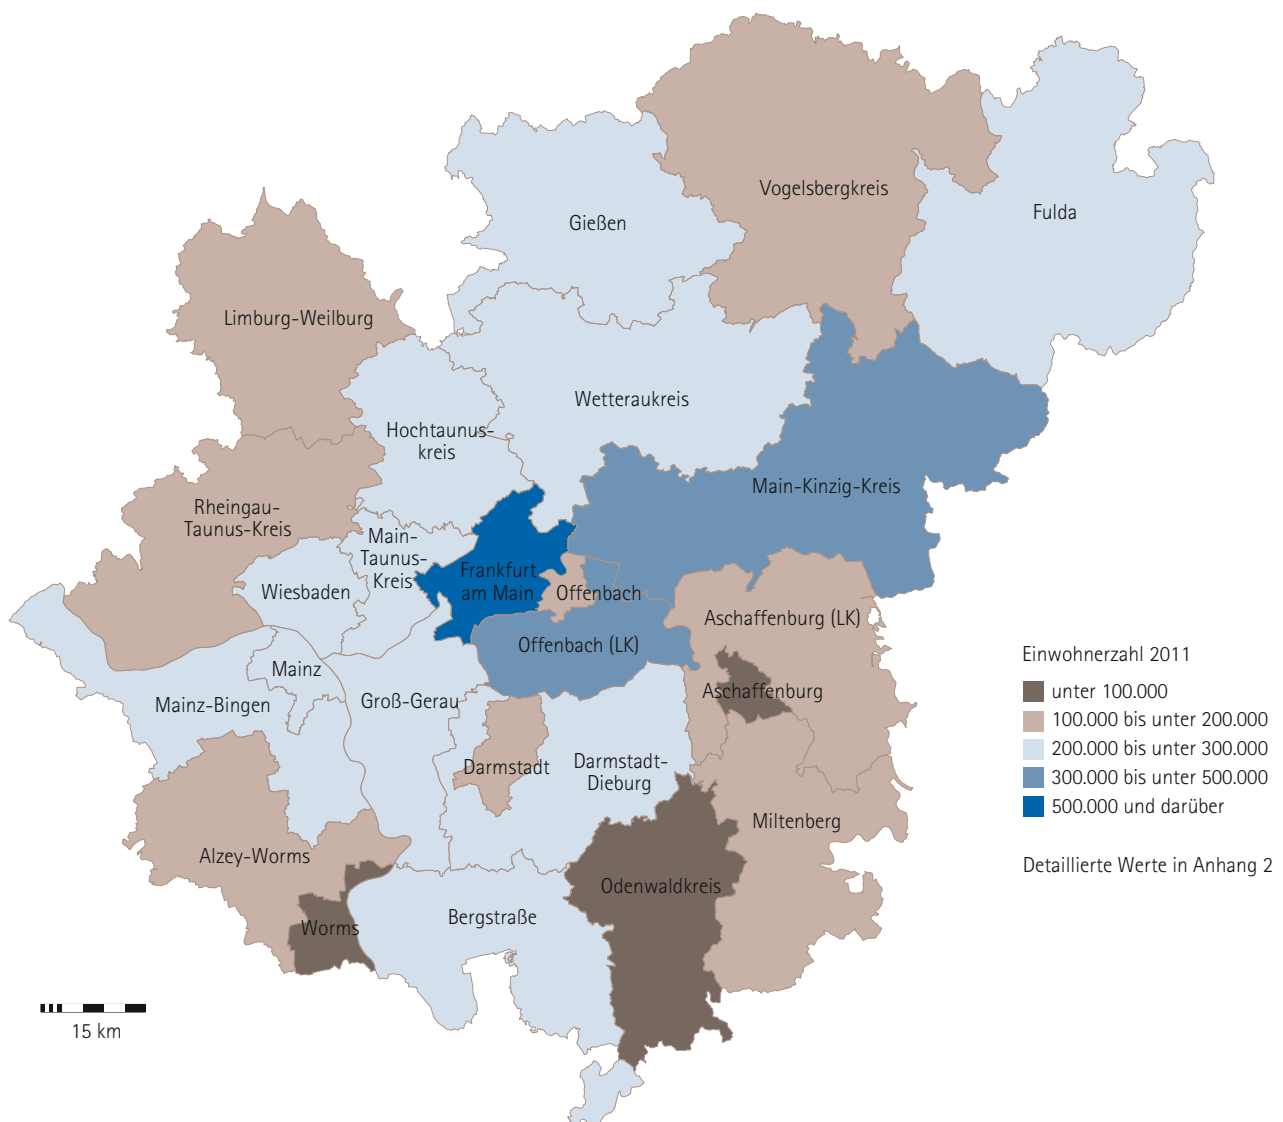 Vogelsbergkreis
Fulda
Gießen
Limburg-Weilburg
Wetteraukreis
Hochtaunus-
kreis
Main-Kinzig-Kreis
Rheingau-
Taunus-Kreis
Main-
Taunus-
Kreis
Frankfurt
am Main
Wiesbaden
Offenbach
Aschaffenburg (LK)
Offenbach (LK)
Mainz
Mainz-Bingen
Groß-Gerau
Aschaffenburg
Darmstadt
Darmstadt-
Dieburg
Miltenberg
Alzey-Worms
Odenwaldkreis
Worms
Bergstraße
Einwohnerzahl 2011
unter 100.000
100.000 bis unter 200.000
200.000 bis unter 300.000
300.000 bis unter 500.000
500.000 und darüber
Detaillierte Werte in Anhang 2
15 km